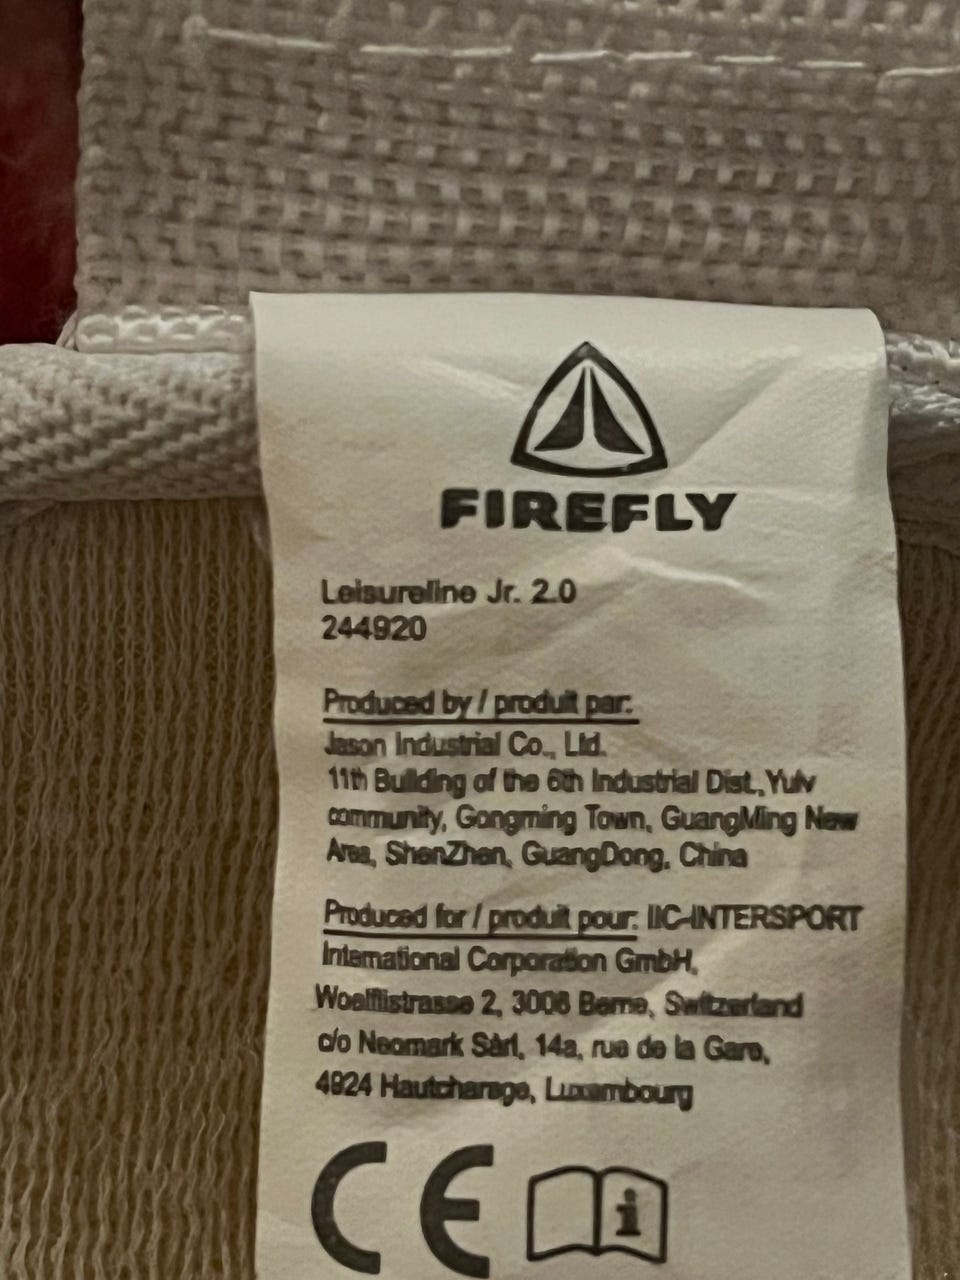 FIREFLY
Leisureline Jr. 2.0
244920
Produced by / produit par:
Jason Industrial Co., Ltd.
11th Building of the 6th Industrial Dist., Yulv
community, Gongming Town, GuangMing New
Area, ShenZhen, GuangDong, China
Produced for / produit pour: IIC-INTERSPORT
International Corporation GmbH,
Woelflistrasse 2, 3006 Berne, Switzerland
c/o Neomark Sàrl, 14a, rue de la Gare,
4924 Hautcharage, Luxembourg
CE i